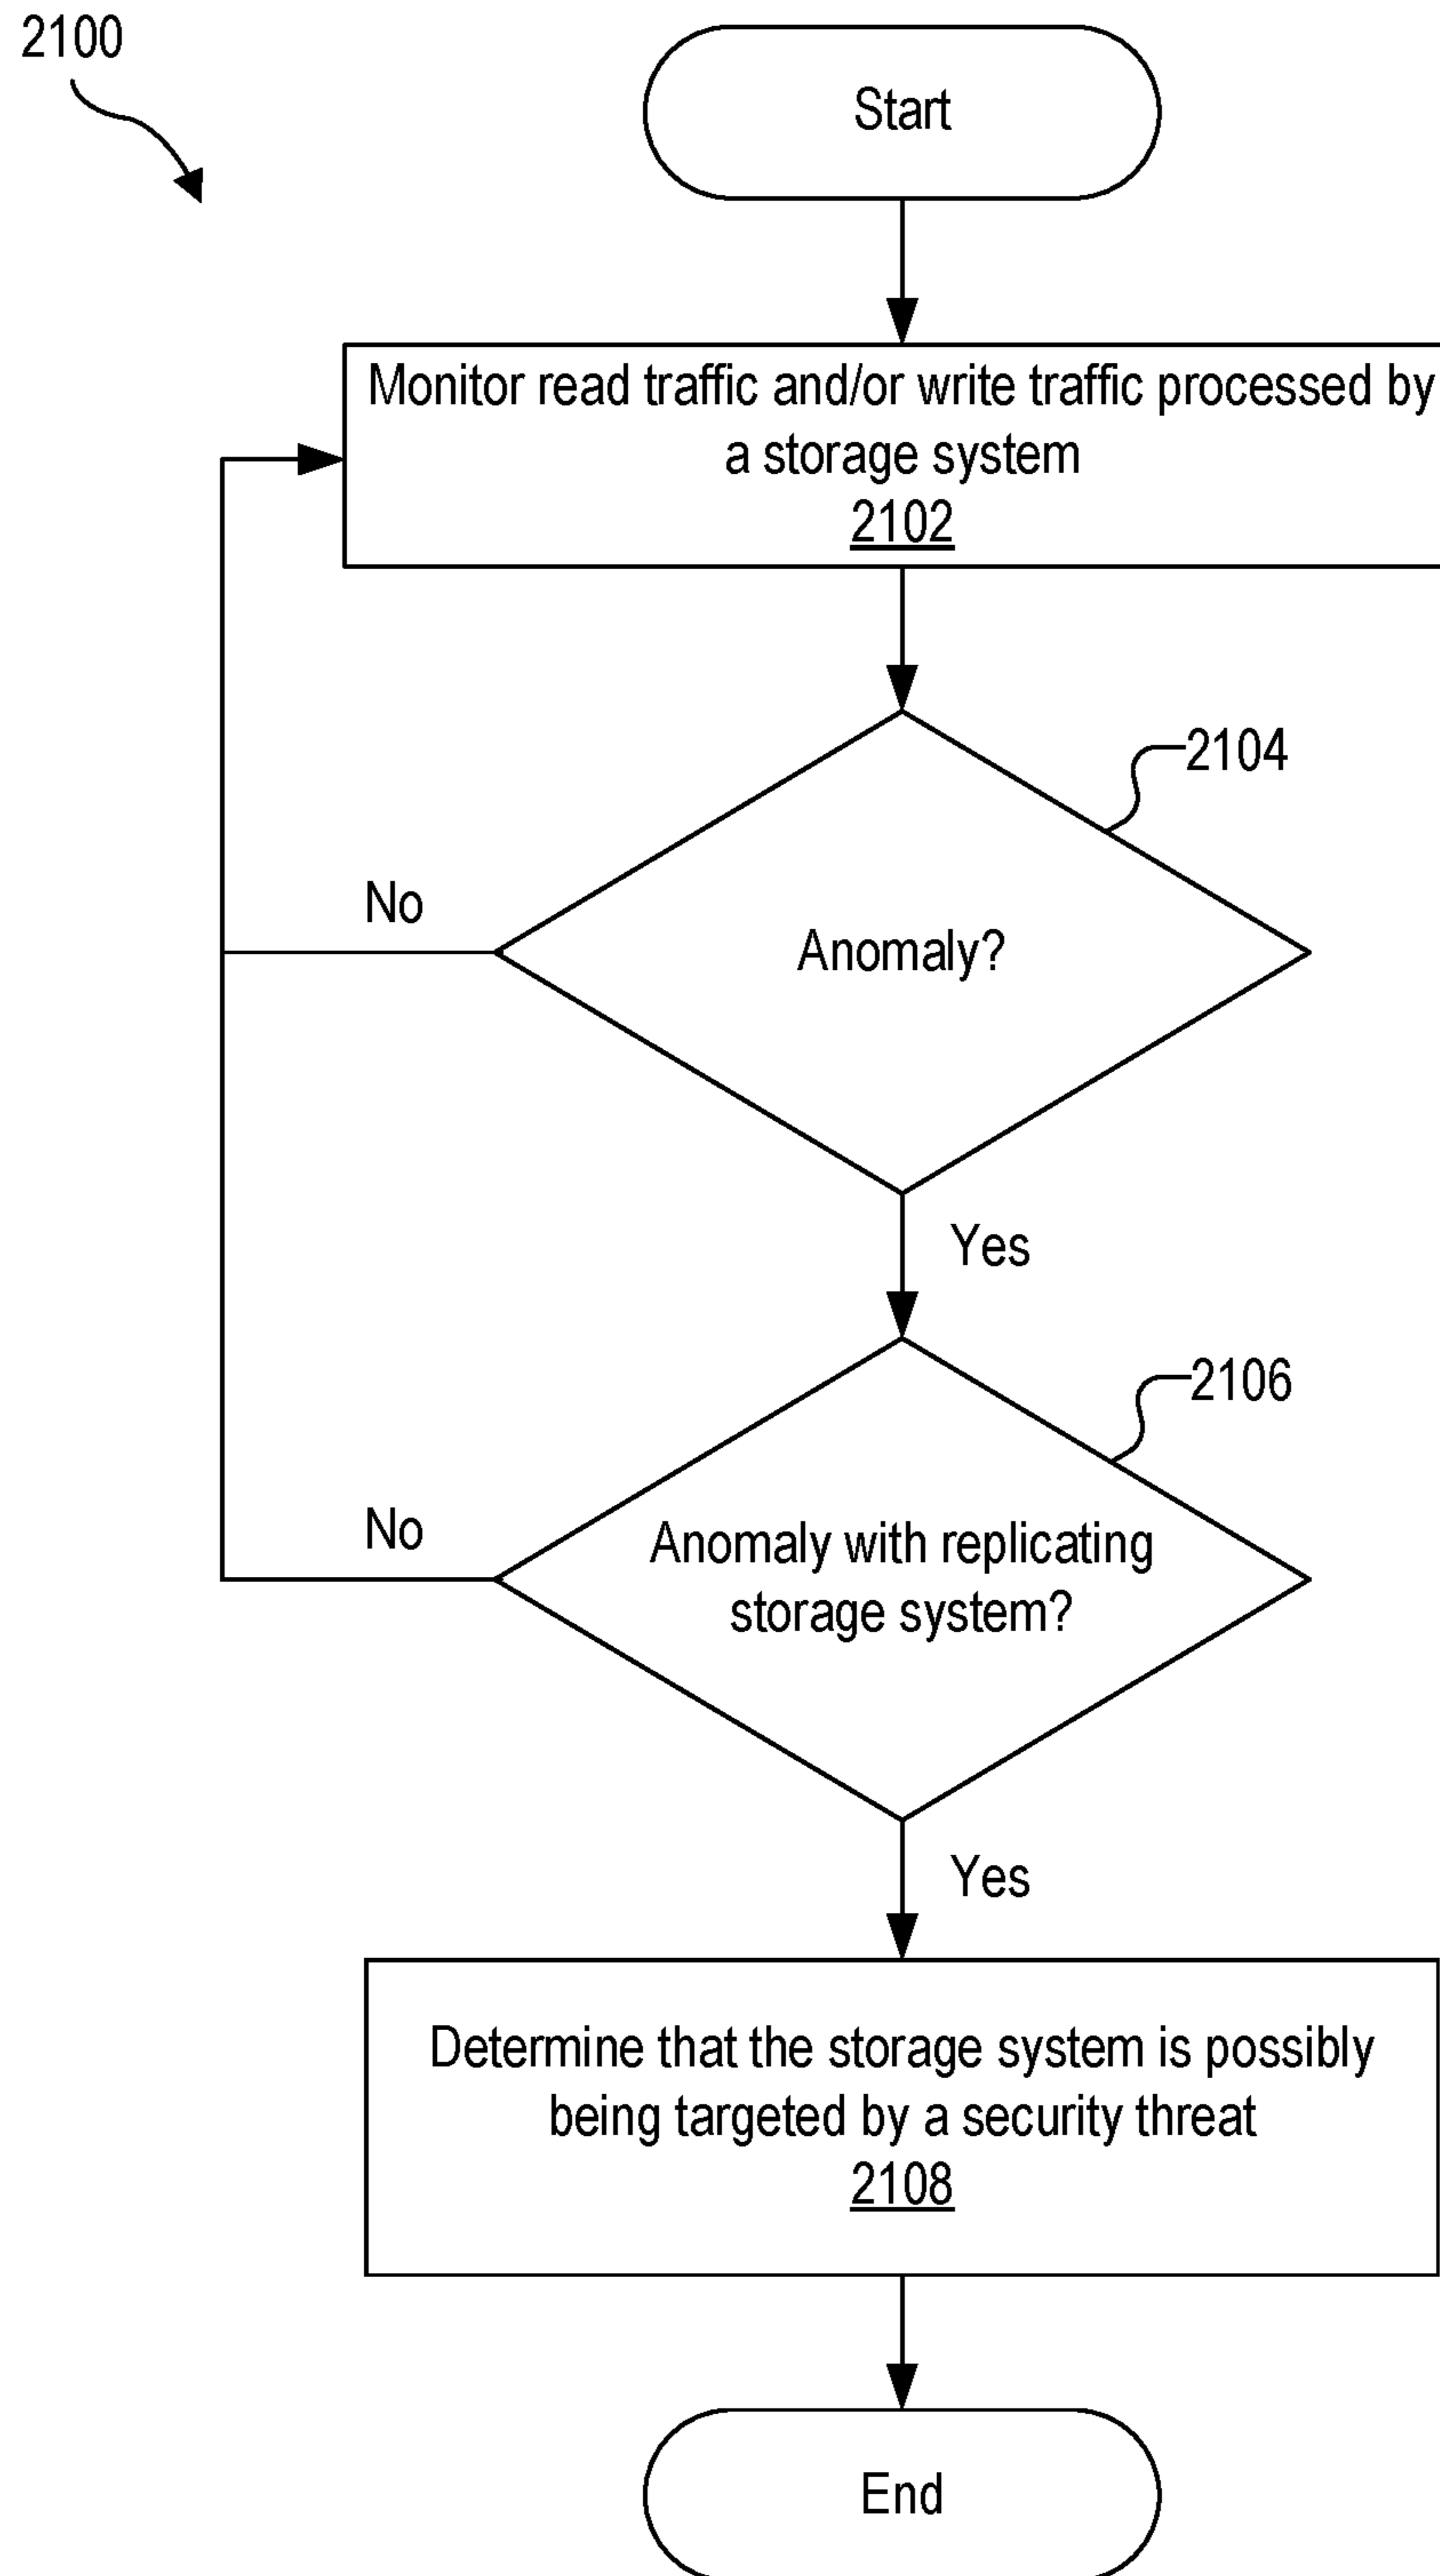 2100
Start
Monitor read traffic and/or write traffic processed by
a storage system
2102
2104
Anomaly?
No
Yes
2106
Anomaly with replicating
storage system?
No
Yes
Determine that the storage system is possibly
being targeted by a security threat
2108
End